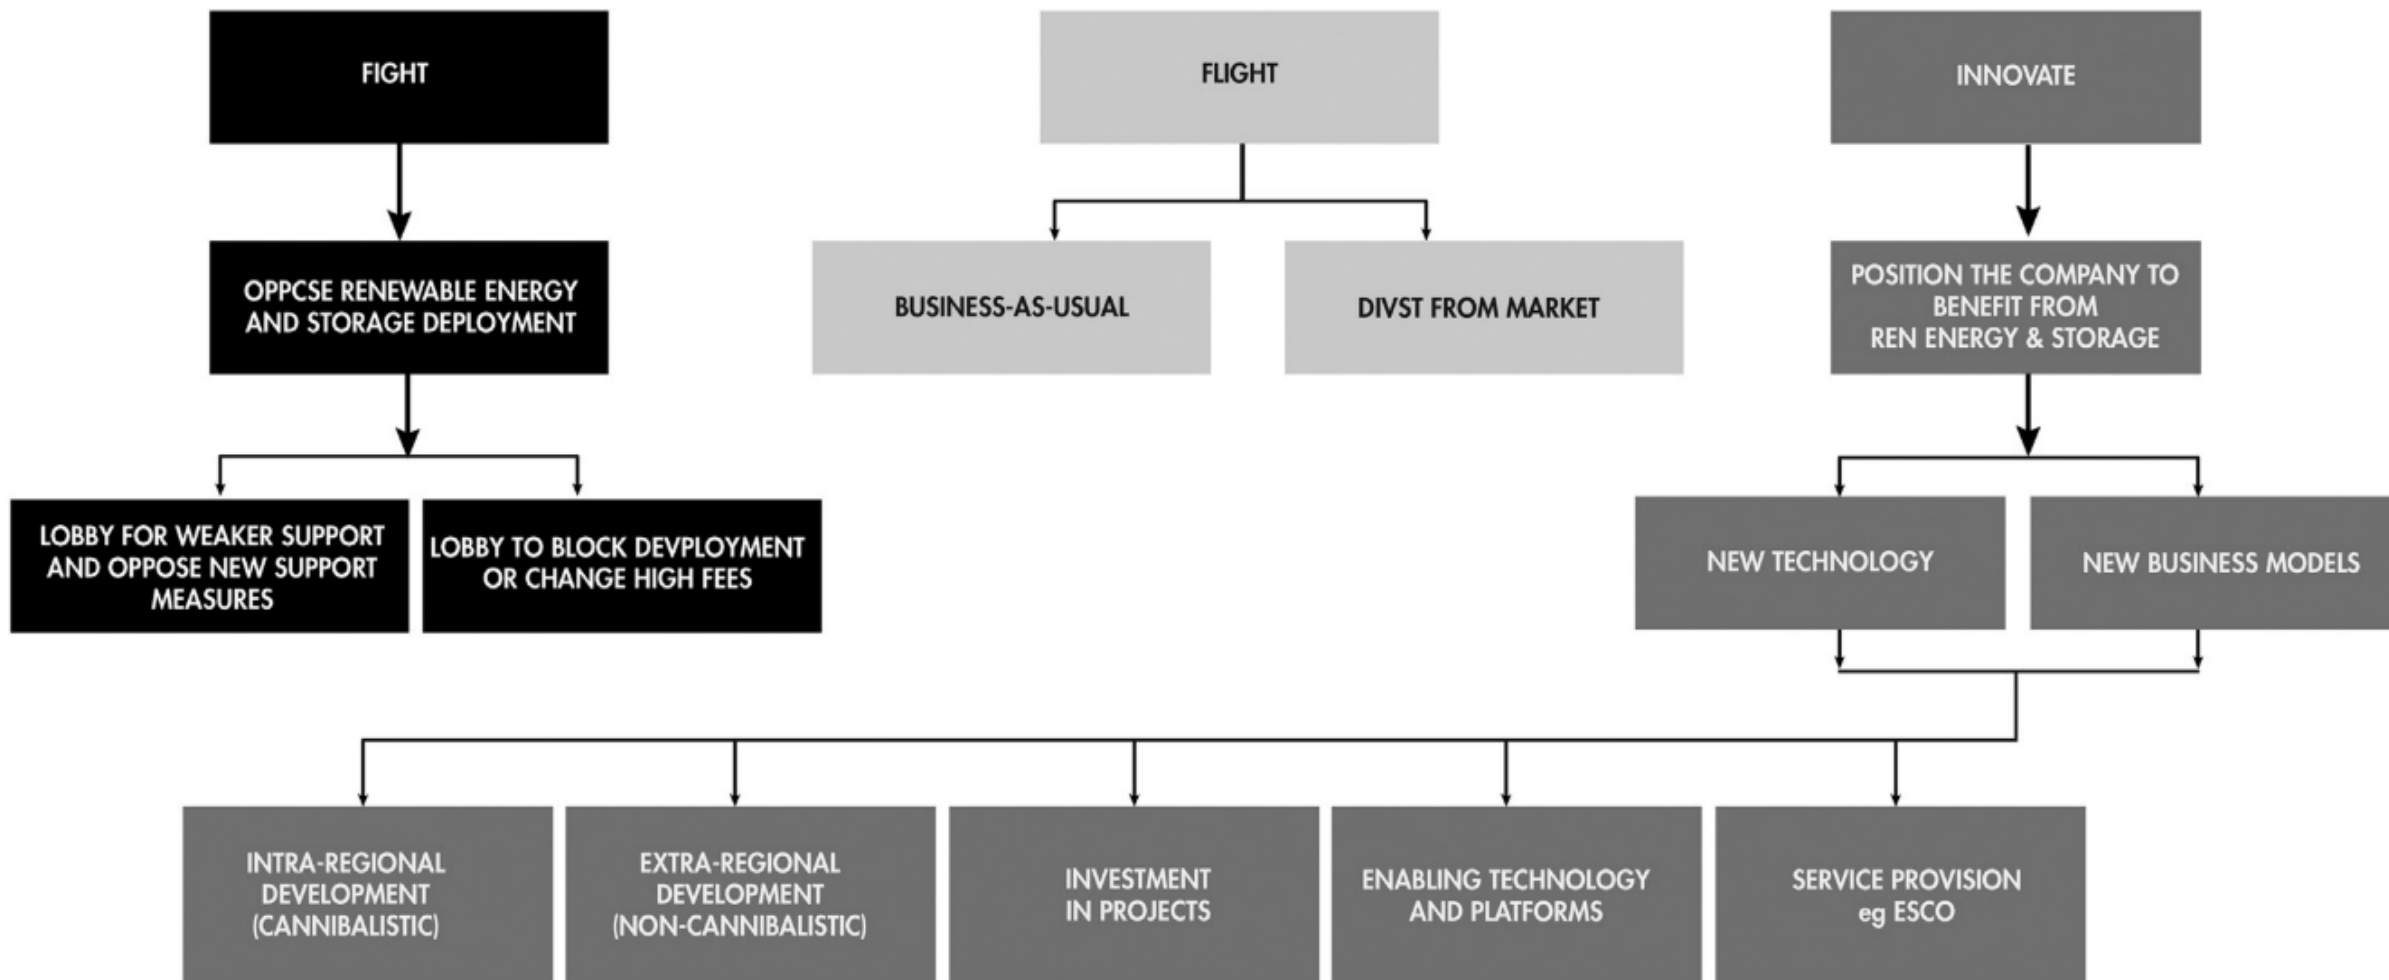 FIGHT
FLIGHT
INNOVATE
OPPCSE RENEWABLE ENERGY
AND STORAGE DEPLOYMENT
BUSINESS-AS-USUAL
DIVST FROM MARKET
POSITION THE COMPANY TO
BENEFIT FROM
REN ENERGY & STORAGE
LOBBY FOR WEAKER SUPPORT
AND OPPOSE NEW SUPPORT
MEASURES
LOBBY TO BLOCK DEVPLOYMENT
OR CHANGE HIGH FEES
NEW TECHNOLOGY
NEW BUSINESS MODELS
INTRA-REGIONAL
DEVELOPMENT
(CANNIBALISTIC)
EXTRA-REGIONAL
DEVELOPMENT
(NON-CANNIBALISTIC)
INVESTMENT
IN PROJECTS
ENABLING TECHNOLOGY
AND PLATFORMS
SERVICE PROVISION
eg ESCO